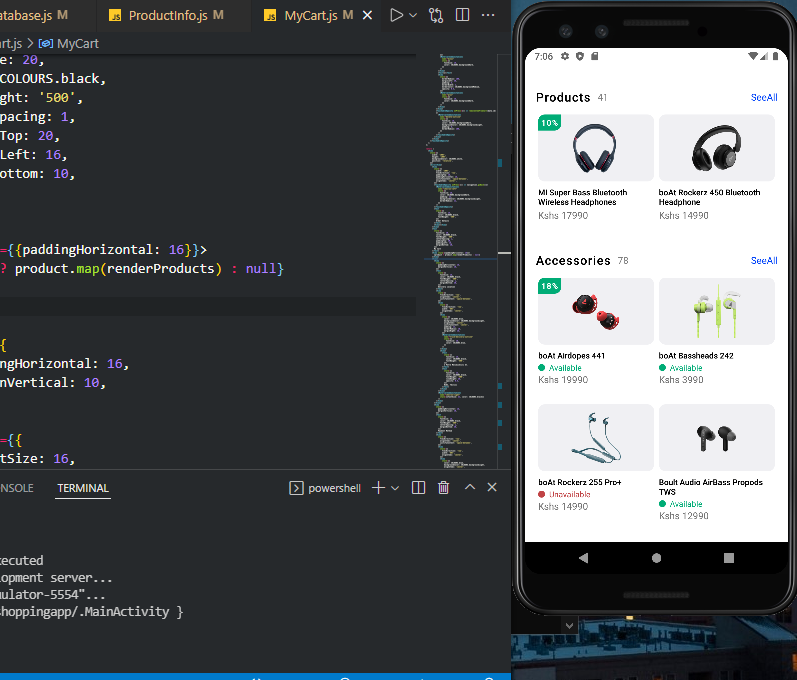 atabase.js M
JS ProductInfo.js M
JS MyCart.js M
rt.js > MyCart
e: 20,
COLOURS.black,
ght: '500',
pacing: 1,
Top: 20,
Left: 16,
ottom: 10,
={{paddingHorizontal: 16}}>
? product.map(renderProducts) : null}
{
ngHorizontal: 16,
nVertical: 10,
={{
tSize: 16,
NSOLE TERMINAL powershell
xecuted
lopment server...
ulator-5554"...
shoppingapp/.MainActivity }
7:06
Products 41 SeeAll
10%
MI Super Bass Bluetooth
Wireless Headphones
Kshs 17990
boAt Rockerz 450 Bluetooth
Headphone
Kshs 14990
Accessories 78 SeeAll
18%
boAt Airdopes 441
Available
Kshs 19990
boAt Bassheads 242
Available
Kshs 3990
boAt Rockerz 255 Pro+
Unavailable
Kshs 14990
Boult Audio AirBass Propods
TWS
Available
Kshs 12990